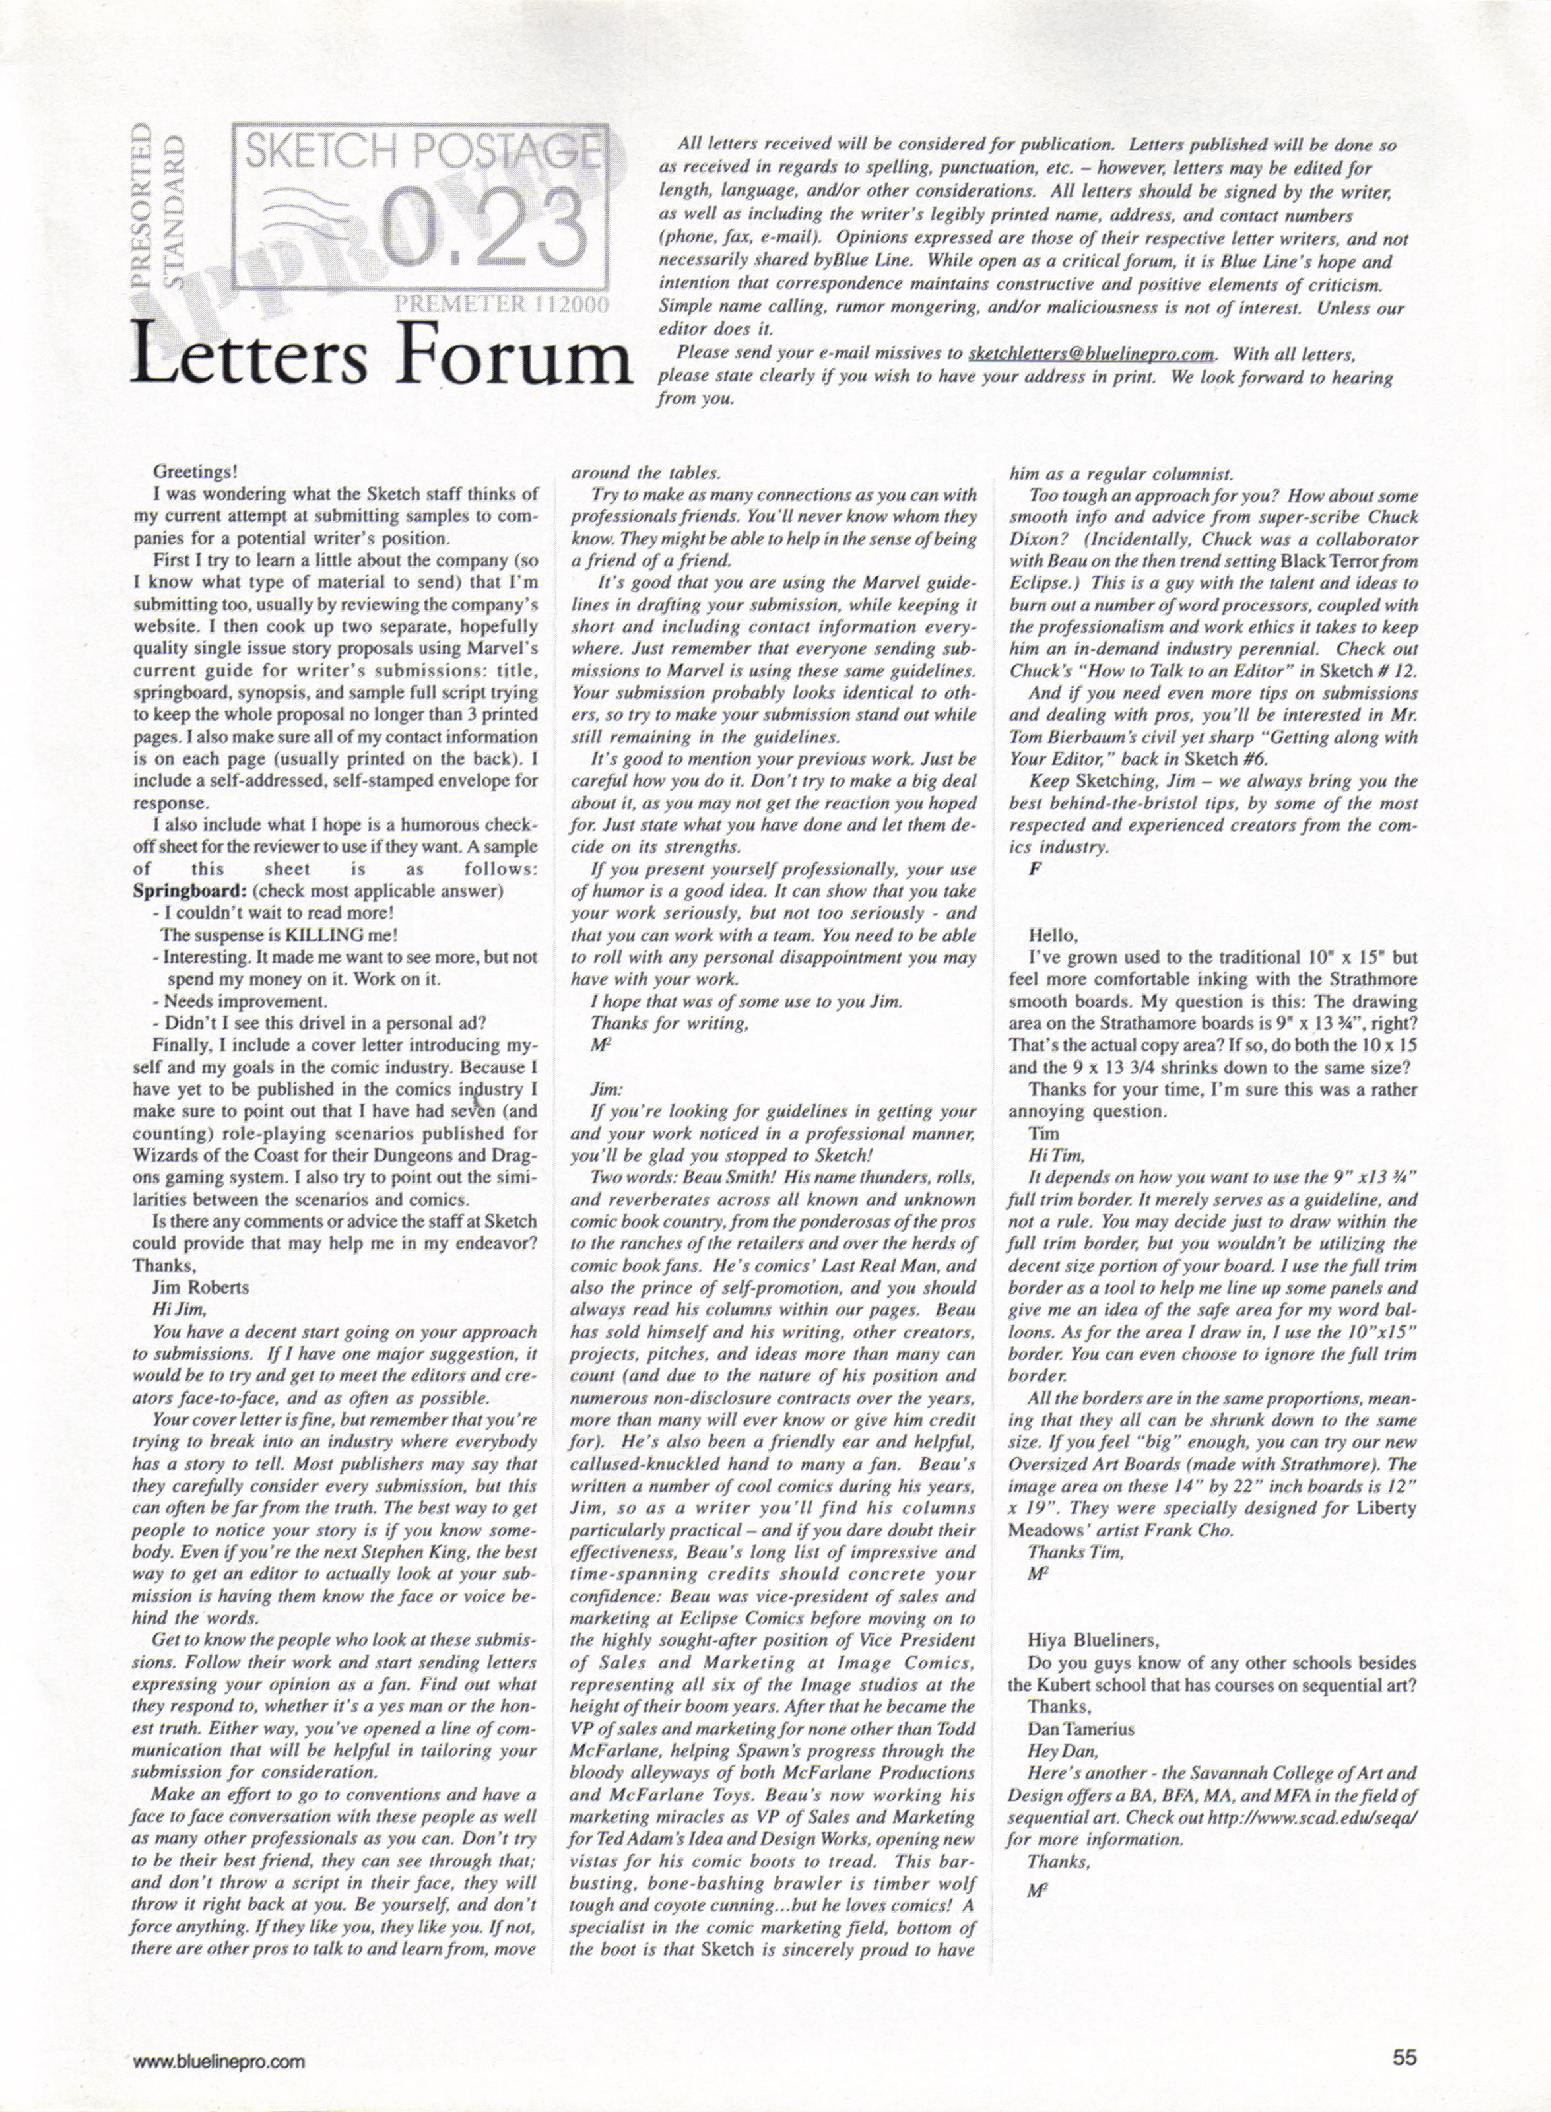 PRESORTED
STANDARD
SKETCH POSTAGE
0.23
APPROVED
PREMETER 112000
Letters Forum
All letters received will be considered for publication. Letters published will be done so
as received in regards to spelling, punctuation, etc. – however, letters may be edited for
length, language, and/or other considerations. All letters should be signed by the writer,
as well as including the writer's legibly printed name, address, and contact numbers
(phone, fax, e-mail). Opinions expressed are those of their respective letter writers, and not
necessarily shared byBlue Line. While open as a critical forum, it is Blue Line's hope and
intention that correspondence maintains constructive and positive elements of criticism.
Simple name calling, rumor mongering, and/or maliciousness is not of interest. Unless our
editor does it.
Please send your e-mail missives to sketchletters@bluelinepro.com. With all letters,
please state clearly if you wish to have your address in print. We look forward to hearing
from you.
Greetings!
I was wondering what the Sketch staff thinks of
my current attempt at submitting samples to com-
panies for a potential writer's position.
First I try to learn a little about the company (so
I know what type of material to send) that I'm
submitting too, usually by reviewing the company's
website. I then cook up two separate, hopefully
quality single issue story proposals using Marvel's
current guide for writer's submissions: title,
springboard, synopsis, and sample full script trying
to keep the whole proposal no longer than 3 printed
pages. I also make sure all of my contact information
is on each page (usually printed on the back). I
include a self-addressed, self-stamped envelope for
response.
I also include what I hope is a humorous check-
off sheet for the reviewer to use if they want. A sample
of this sheet is as follows:
Springboard: (check most applicable answer)
- I couldn't wait to read more!
The suspense is KILLING me!
- Interesting. It made me want to see more, but not
spend my money on it. Work on it.
- Needs improvement.
- Didn't I see this drivel in a personal ad?
Finally, I include a cover letter introducing my-
self and my goals in the comic industry. Because I
have yet to be published in the comics industry I
make sure to point out that I have had seven (and
counting) role-playing scenarios published for
Wizards of the Coast for their Dungeons and Drag-
ons gaming system. I also try to point out the simi-
larities between the scenarios and comics.
Is there any comments or advice the staff at Sketch
could provide that may help me in my endeavor?
Thanks,
Jim Roberts
Hi Jim,
You have a decent start going on your approach
to submissions. If I have one major suggestion, it
would be to try and get to meet the editors and cre-
ators face-to-face, and as often as possible.
Your cover letter is fine, but remember that you're
trying to break into an industry where everybody
has a story to tell. Most publishers may say that
they carefully consider every submission, but this
can often be far from the truth. The best way to get
people to notice your story is if you know some-
body. Even if you're the next Stephen King, the best
way to get an editor to actually look at your sub-
mission is having them know the face or voice be-
hind the words.
Get to know the people who look at these submis-
sions. Follow their work and start sending letters
expressing your opinion as a fan. Find out what
they respond to, whether it's a yes man or the hon-
est truth. Either way, you've opened a line of com-
munication that will be helpful in tailoring your
submission for consideration.
Make an effort to go to conventions and have a
face to face conversation with these people as well
as many other professionals as you can. Don't try
to be their best friend, they can see through that;
and don't throw a script in their face, they will
throw it right back at you. Be yourself, and don't
force anything. If they like you, they like you. If not,
there are other pros to talk to and learn from, move
around the tables.
Try to make as many connections as you can with
professionals friends. You'll never know whom they
know. They might be able to help in the sense of being
a friend of a friend.
It's good that you are using the Marvel guide-
lines in drafting your submission, while keeping it
short and including contact information every-
where. Just remember that everyone sending sub-
missions to Marvel is using these same guidelines.
Your submission probably looks identical to oth-
ers, so try to make your submission stand out while
still remaining in the guidelines.
It's good to mention your previous work. Just be
careful how you do it. Don't try to make a big deal
about it, as you may not get the reaction you hoped
for. Just state what you have done and let them de-
cide on its strengths.
If you present yourself professionally, your use
of humor is a good idea. It can show that you take
your work seriously, but not too seriously - and
that you can work with a team. You need to be able
to roll with any personal disappointment you may
have with your work.
I hope that was of some use to you Jim.
Thanks for writing,
M²
Jim:
If you're looking for guidelines in getting your
and your work noticed in a professional manner,
you'll be glad you stopped to Sketch!
Two words: Beau Smith! His name thunders, rolls,
and reverberates across all known and unknown
comic book country, from the ponderosas of the pros
to the ranches of the retailers and over the herds of
comic book fans. He's comics' Last Real Man, and
also the prince of self-promotion, and you should
always read his columns within our pages. Beau
has sold himself and his writing, other creators,
projects, pitches, and ideas more than many can
count (and due to the nature of his position and
numerous non-disclosure contracts over the years,
more than many will ever know or give him credit
for). He's also been a friendly ear and helpful,
callused-knuckled hand to many a fan. Beau's
written a number of cool comics during his years,
Jim, so as a writer you'll find his columns
particularly practical – and if you dare doubt their
effectiveness, Beau's long list of impressive and
time-spanning credits should concrete your
confidence: Beau was vice-president of sales and
marketing at Eclipse Comics before moving on to
the highly sought-after position of Vice President
of Sales and Marketing at Image Comics,
representing all six of the Image studios at the
height of their boom years. After that he became the
VP of sales and marketing for none other than Todd
McFarlane, helping Spawn's progress through the
bloody alleyways of both McFarlane Productions
and McFarlane Toys. Beau's now working his
marketing miracles as VP of Sales and Marketing
for Ted Adam's Idea and Design Works, opening new
vistas for his comic boots to tread. This bar-
busting, bone-bashing brawler is timber wolf
tough and coyote cunning...but he loves comics! A
specialist in the comic marketing field, bottom of
the boot is that Sketch is sincerely proud to have
him as a regular columnist.
Too tough an approach for you? How about some
smooth info and advice from super-scribe Chuck
Dixon? (Incidentally, Chuck was a collaborator
with Beau on the then trend setting Black Terror from
Eclipse.) This is a guy with the talent and ideas to
burn out a number of word processors, coupled with
the professionalism and work ethics it takes to keep
him an in-demand industry perennial. Check out
Chuck's "How to Talk to an Editor" in Sketch # 12.
And if you need even more tips on submissions
and dealing with pros, you'll be interested in Mr.
Tom Bierbaum's civil yet sharp "Getting along with
Your Editor," back in Sketch #6.
Keep Sketching, Jim – we always bring you the
best behind-the-bristol tips, by some of the most
respected and experienced creators from the com-
ics industry.
F
Hello,
I've grown used to the traditional 10" x 15" but
feel more comfortable inking with the Strathmore
smooth boards. My question is this: The drawing
area on the Strathamore boards is 9" x 13 ¾", right?
That's the actual copy area? If so, do both the 10 x 15
and the 9 x 13 3/4 shrinks down to the same size?
Thanks for your time, I'm sure this was a rather
annoying question.
Tim
Hi Tim,
It depends on how you want to use the 9" x13 ¾"
full trim border. It merely serves as a guideline, and
not a rule. You may decide just to draw within the
full trim border, but you wouldn't be utilizing the
decent size portion of your board. I use the full trim
border as a tool to help me line up some panels and
give me an idea of the safe area for my word bal-
loons. As for the area I draw in, I use the 10"x15"
border. You can even choose to ignore the full trim
border.
All the borders are in the same proportions, mean-
ing that they all can be shrunk down to the same
size. If you feel "big" enough, you can try our new
Oversized Art Boards (made with Strathmore). The
image area on these 14" by 22" inch boards is 12"
x 19". They were specially designed for Liberty
Meadows' artist Frank Cho.
Thanks Tim,
M²
Hiya Blueliners,
Do you guys know of any other schools besides
the Kubert school that has courses on sequential art?
Thanks,
Dan Tamerius
Hey Dan,
Here's another - the Savannah College of Art and
Design offers a BA, BFA, MA, and MFA in the field of
sequential art. Check out http://www.scad.edu/seqa/
for more information.
Thanks,
M²
www.bluelinepro.com
55